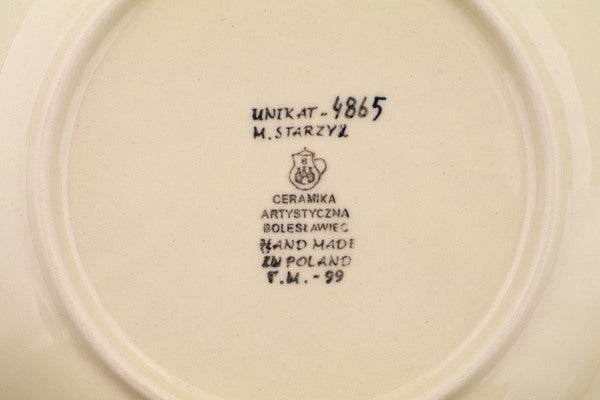 UNIKAT-4865
M. STARZYK
B
CERAMIKA
ARTYSTYCZNA
BOLESŁAWIEC
HAND MADE
IN POLAND
T.M.-99